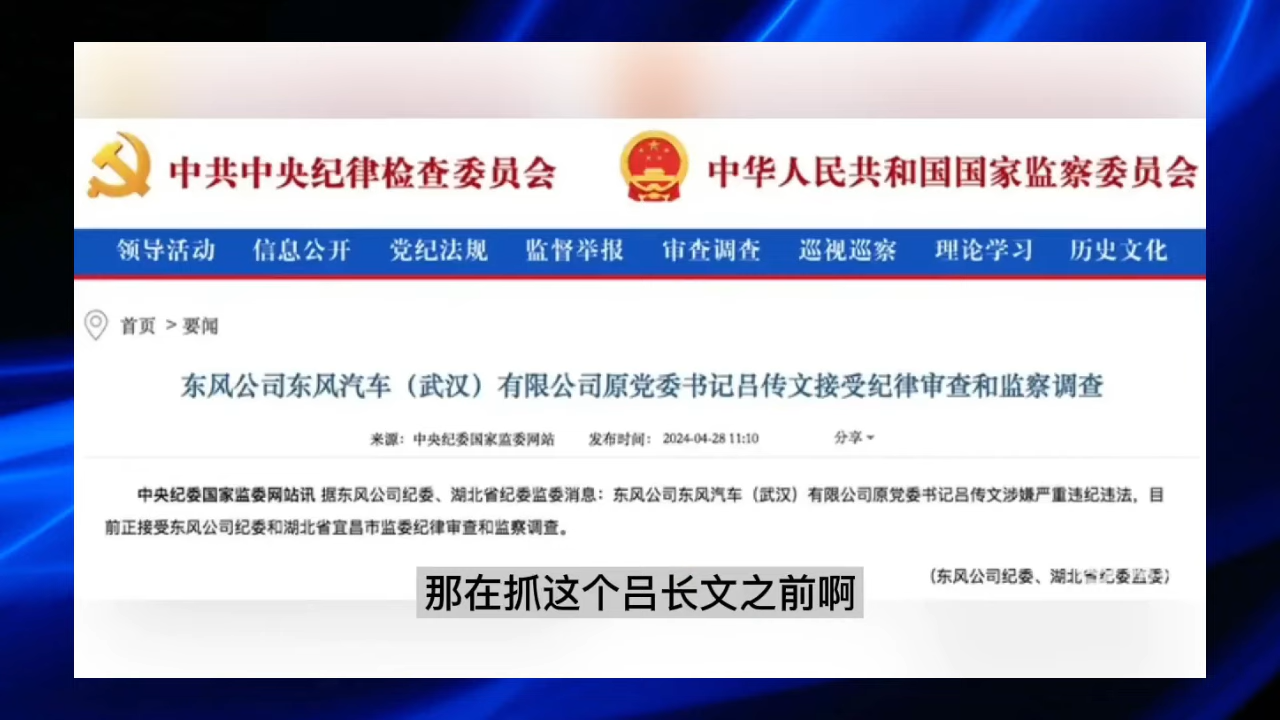 中共中央纪律检查委员会 中华人民共和国国家监察委员会
领导活动 信息公开 党纪法规 监督举报 审查调查 巡视巡察 理论学习 历史文化
首页 > 要闻
东风公司东风汽车（武汉）有限公司原党委书记吕传文接受纪律审查和监察调查
来源：中央纪委国家监委网站 发布时间：2024-04-28 11:10 分享
中央纪委国家监委网站讯 据东风公司纪委、湖北省纪委监委消息：东风公司东风汽车（武汉）有限公司原党委书记吕传文涉嫌严重违纪违法，目
前正接受东风公司纪委和湖北省宜昌市监委纪律审查和监察调查。
（东风公司纪委、湖北省纪委监委）
那在抓这个吕长文之前啊